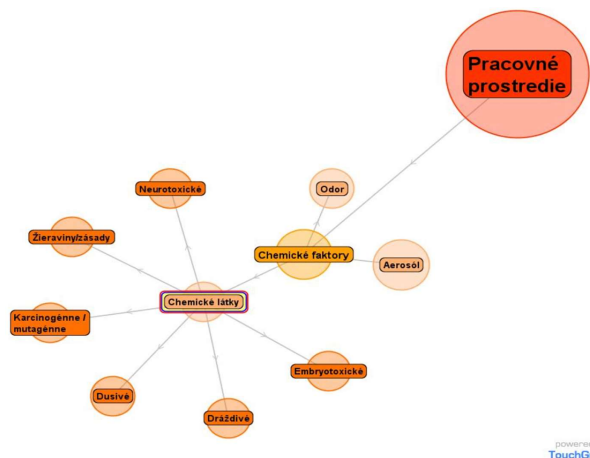 Pracovné
prostredie
Neurotoxické
Odor
Žieraviny/zásady
Chemické faktory
Aerosól
Chemické látky
Karcinogénne /
mutagénne
Embryotoxické
Dusivé
Dráždivé
powered
TouchG